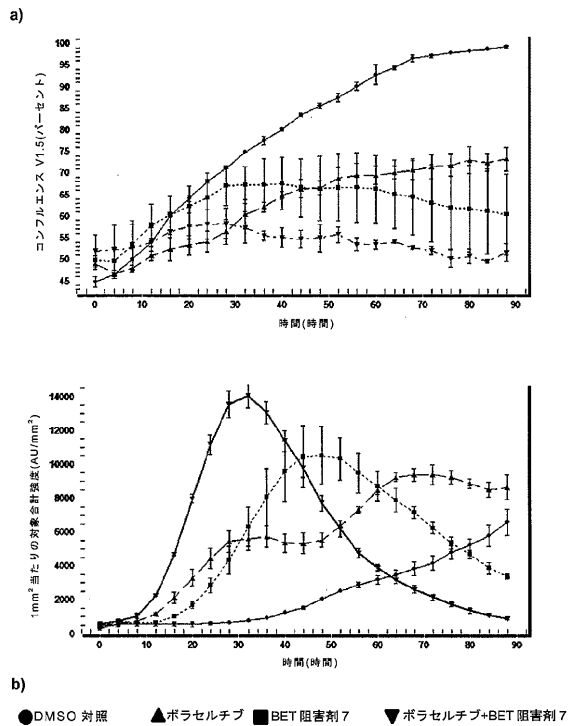 a)
コンフルエンス V1.5(パーセント)
100
95
90
85
80
75
70
65
60
55
50
45
0 10 20 30 40 50 60 70 80 90
時間(時間)
1mm²当たりの対象合計強度(AU/mm²)
14000
12000
10000
8000
6000
4000
2000
0
0 10 20 30 40 50 60 70 80 90
時間(時間)
b)
DMSO 対照 ボラセルチブ BET 阻害剤 7 ボラセルチブ+BET 阻害剤 7